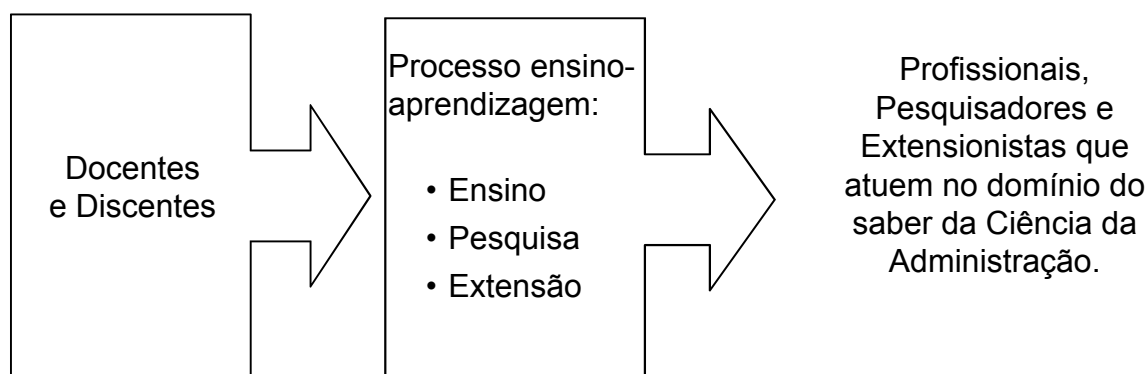 Docentes
e Discentes
Processo ensino-
aprendizagem:
• Ensino
• Pesquisa
• Extensão
Profissionais,
Pesquisadores e
Extensionistas que
atuem no domínio do
saber da Ciência da
Administração.